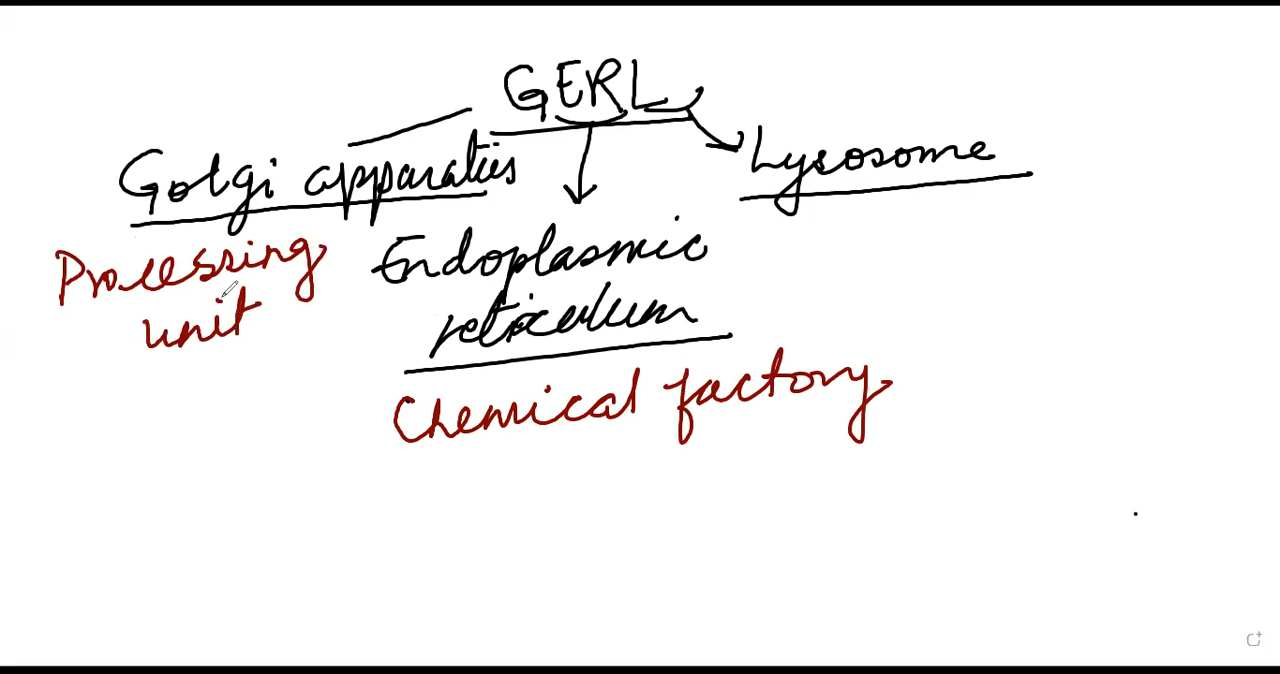 GERL
Golgi apparatus
Lysosome
Processing
unit
Endoplasmic
reticulum
Chemical factory